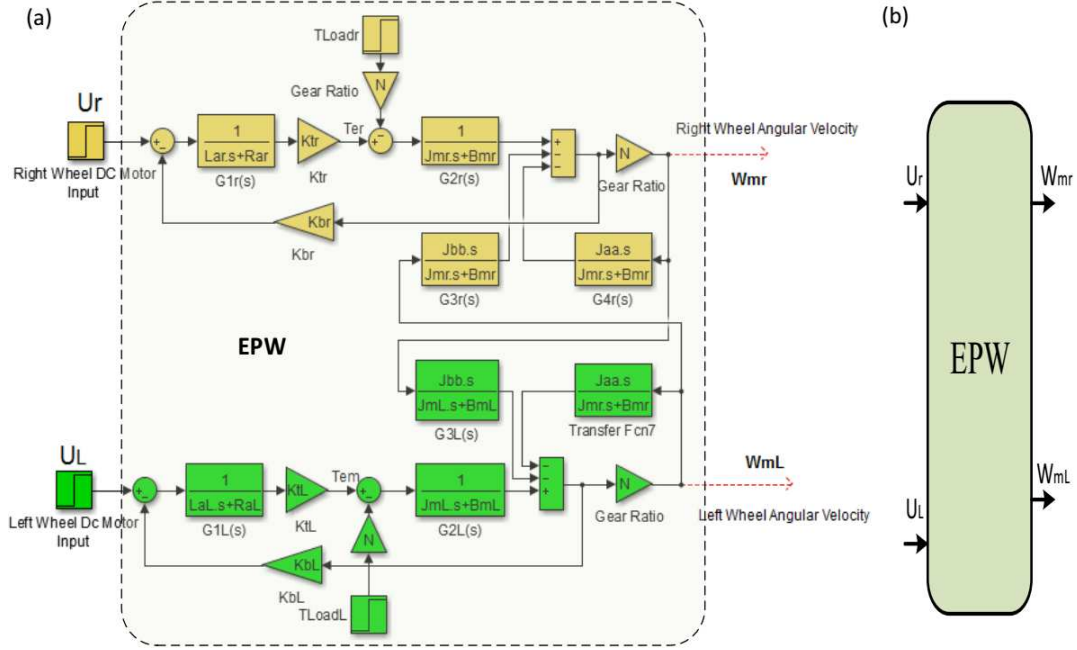 (a)
TLoadr
N
Gear Ratio
Ur
Right Wheel DC Motor
Input
+
-
1
Lar.s+Rar
G1r(s)
Ktr
Ktr
Ter
+
-
1
Jmr.s+Bmr
G2r(s)
+
-
-
N
Gear Ratio
Right Wheel Angular Velocity
Wmr
Kbr
Kbr
Jbb.s
Jmr.s+Bmr
G3r(s)
Jaa.s
Jmr.s+Bmr
G4r(s)
EPW
Jbb.s
JmL.s+BmL
G3L(s)
Jaa.s
Jmr.s+Bmr
Transfer Fcn7
UL
Left Wheel Dc Motor
Input
+
-
1
LaL.s+RaL
G1L(s)
KtL
KtL
Tem
+
-
1
JmL.s+BmL
G2L(s)
-
-
+
N
Gear Ratio
WmL
Left Wheel Angular Velocity
KbL
KbL
N
TLoadL
(b)
Ur
Wmr
EPW
WmL
UL